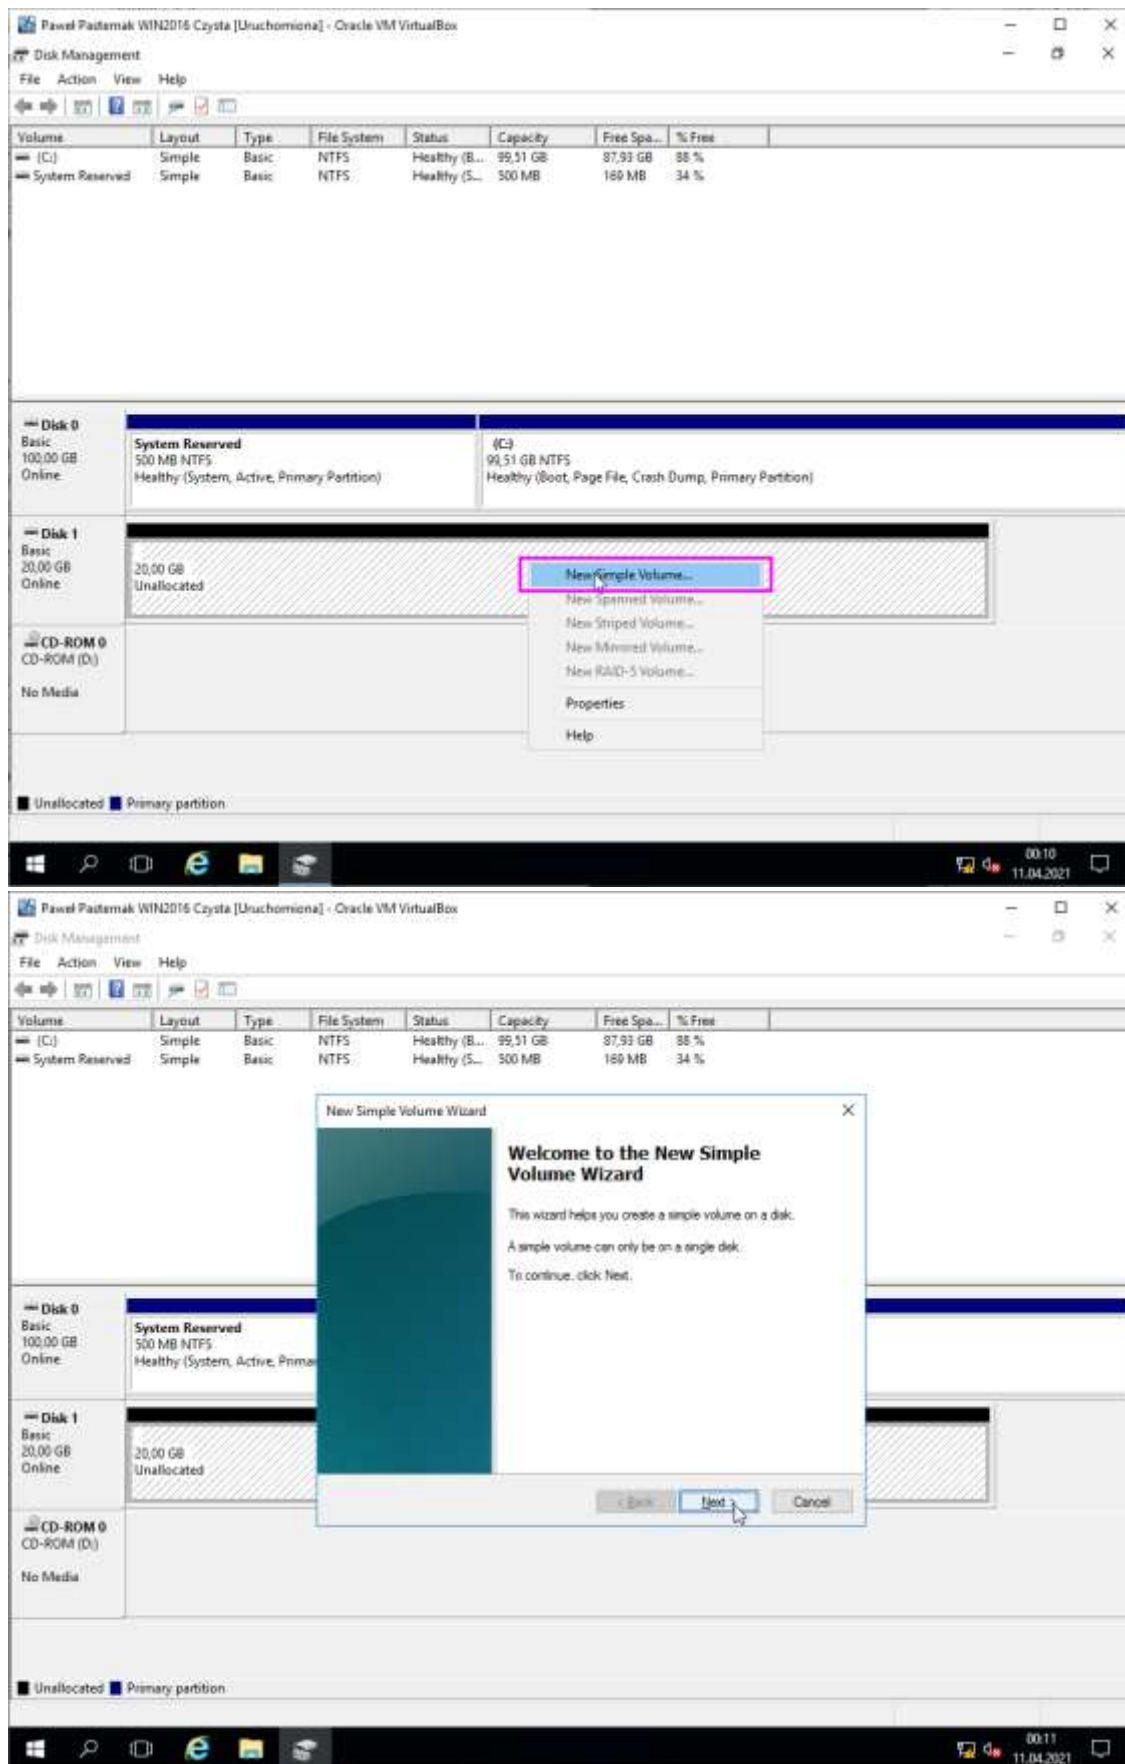 Paweł Pasternak WIN2016 Czysta [Uruchomiona] - Oracle VM VirtualBox
Disk Management
File Action View Help
Volume Layout Type File System Status Capacity Free Spa... % Free
(C:) Simple Basic NTFS Healthy (B... 99,51 GB 87,93 GB 88 %
System Reserved Simple Basic NTFS Healthy (S... 500 MB 169 MB 34 %
Disk 0
Basic
100,00 GB
Online
System Reserved
500 MB NTFS
Healthy (System, Active, Primary Partition)
(C:)
99,51 GB NTFS
Healthy (Boot, Page File, Crash Dump, Primary Partition)
Disk 1
Basic
20,00 GB
Online
20,00 GB
Unallocated
New Simple Volume...
New Spanned Volume...
New Striped Volume...
New Mirrored Volume...
New RAID-5 Volume...
Properties
Help
CD-ROM 0
CD-ROM (D:)
No Media
Unallocated Primary partition
00:10
11.04.2021
Paweł Pasternak WIN2016 Czysta [Uruchomiona] - Oracle VM VirtualBox
Disk Management
File Action View Help
Volume Layout Type File System Status Capacity Free Spa... % Free
(C:) Simple Basic NTFS Healthy (B... 99,51 GB 87,93 GB 88 %
System Reserved Simple Basic NTFS Healthy (S... 500 MB 169 MB 34 %
New Simple Volume Wizard
Welcome to the New Simple
Volume Wizard
This wizard helps you create a simple volume on a disk.
A simple volume can only be on a single disk.
To continue, click Next.
< Back Next > Cancel
Disk 0
Basic
100,00 GB
Online
System Reserved
500 MB NTFS
Healthy (System, Active, Prima
Disk 1
Basic
20,00 GB
Online
20,00 GB
Unallocated
CD-ROM 0
CD-ROM (D:)
No Media
Unallocated Primary partition
00:11
11.04.2021